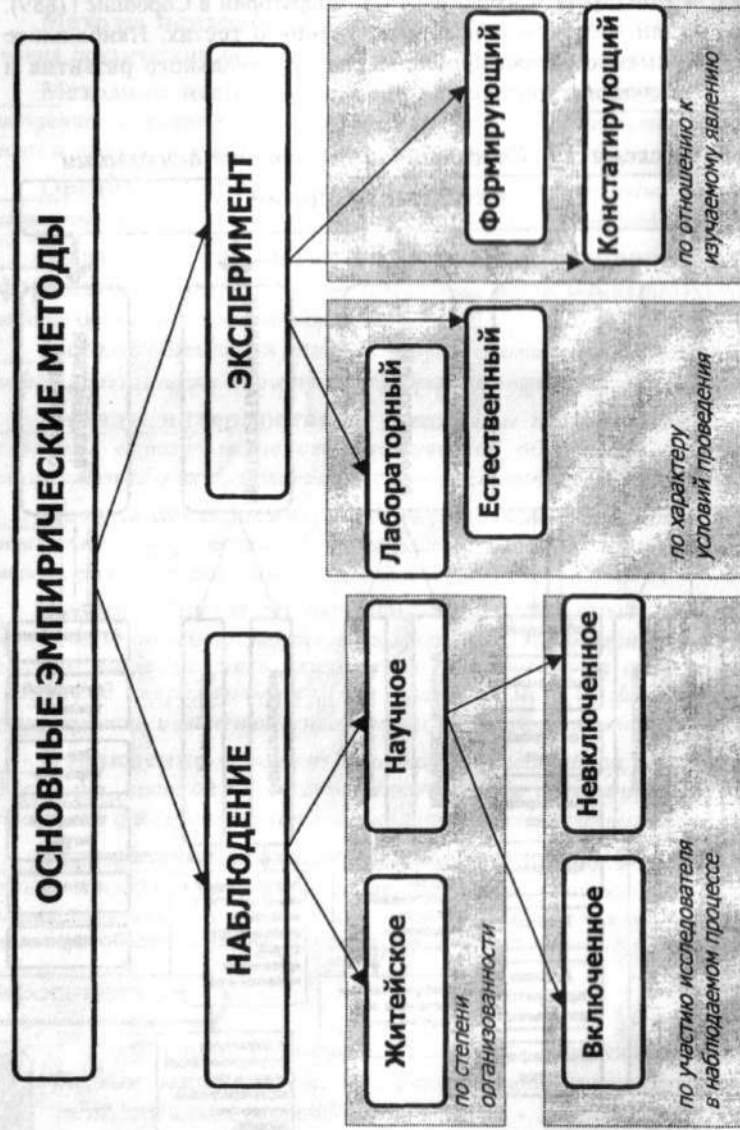 ОСНОВНЫЕ ЭМПИРИЧЕСКИЕ МЕТОДЫ
НАБЛЮДЕНИЕ
ЭКСПЕРИМЕНТ
Житейское
Научное
по степени
организованности
Включенное
Невключенное
по участию исследователя
в наблюдаемом процессе
Лабораторный
Естественный
по характеру
условий проведения
Формирующий
Констатирующий
по отношению к
изучаемому явлению